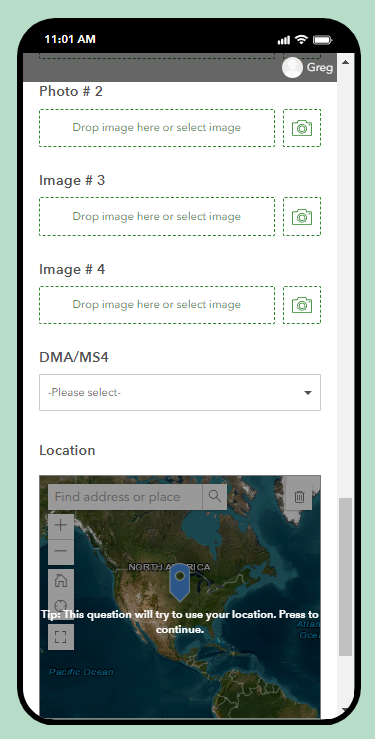 11:01 AM
Greg
Photo # 2
Drop image here or select image
Image # 3
Drop image here or select image
Image # 4
Drop image here or select image
DMA/MS4
-Please select-
Location
Find address or place
NORTH AMERICA
Tip: This question will try to use your location. Press to
continue.
Atlan
Oce
Pacific Ocean